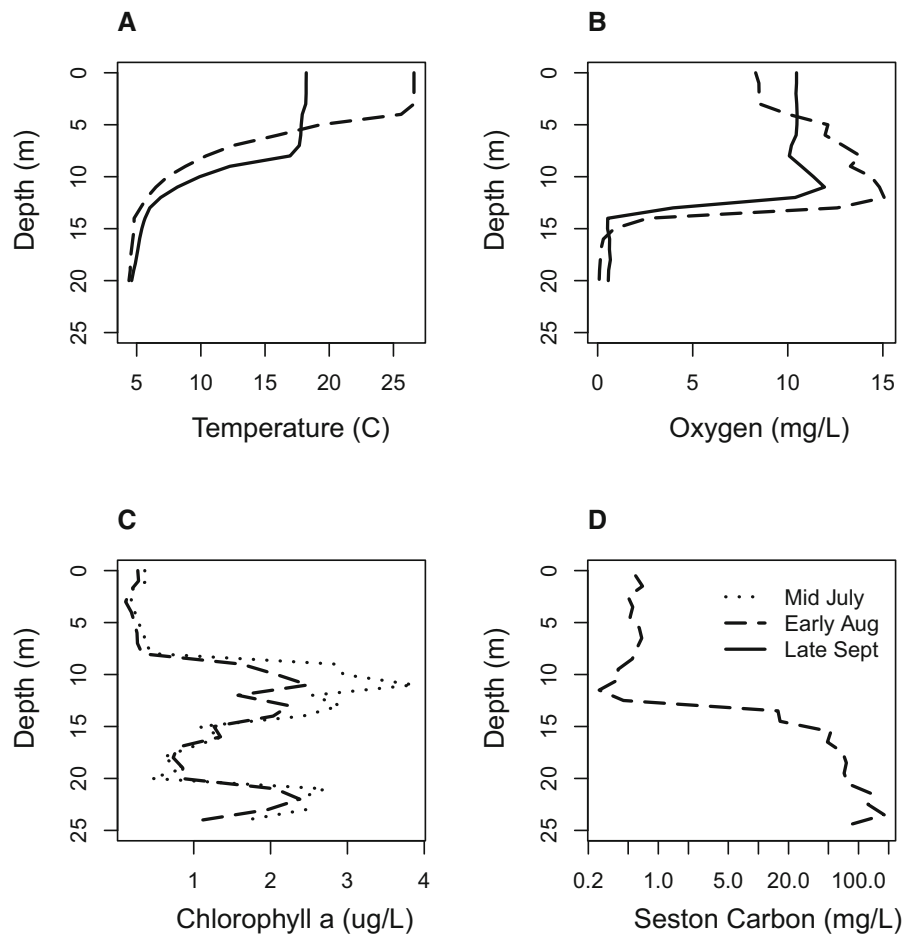 A
B
0
5
10
15
20
25
Depth (m)
5
10
15
20
25
Temperature (C)
0
5
10
15
20
25
Depth (m)
0
5
10
15
Oxygen (mg/L)
C
D
0
5
10
15
20
25
Depth (m)
1
2
3
4
Chlorophyll a (ug/L)
0
5
10
15
20
25
Depth (m)
Mid July
Early Aug
Late Sept
0.2
1.0
5.0
20.0
100.0
Seston Carbon (mg/L)